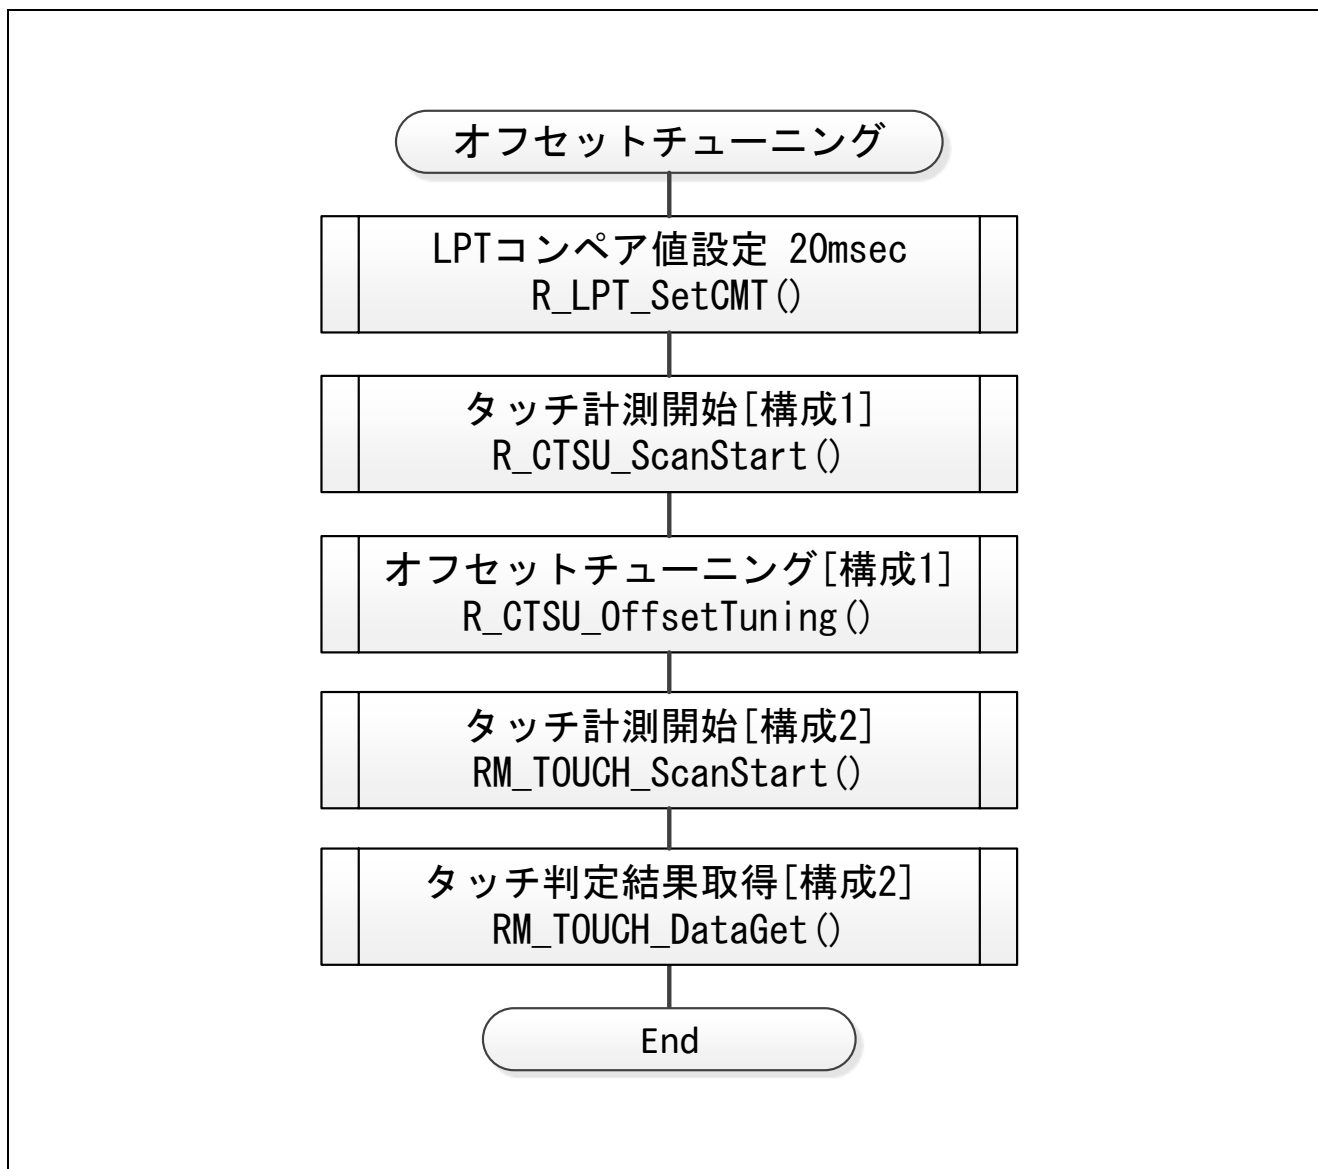 オフセットチューニング
LPTコンペア値設定 20msec
R_LPT_SetCMT()
タッチ計測開始[構成1]
R_CTSU_ScanStart()
オフセットチューニング[構成1]
R_CTSU_OffsetTuning()
タッチ計測開始[構成2]
RM_TOUCH_ScanStart()
タッチ判定結果取得[構成2]
RM_TOUCH_DataGet()
End